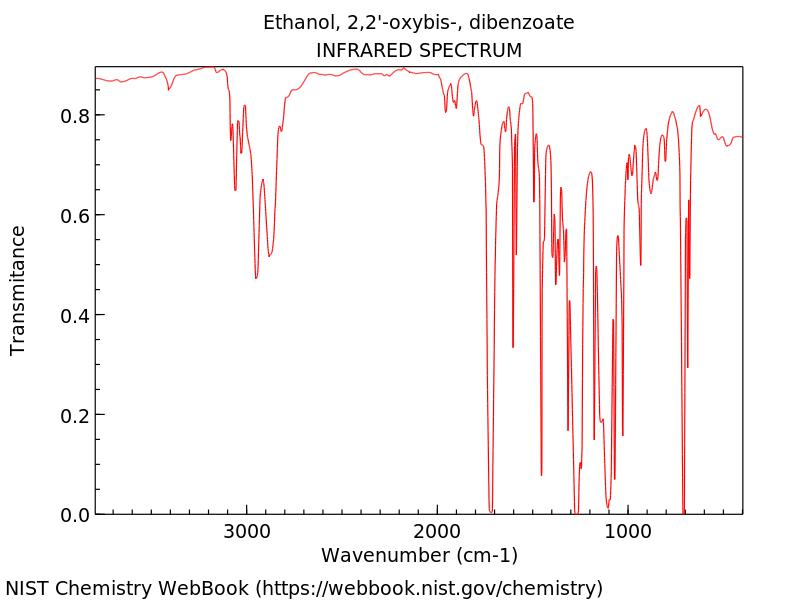 Ethanol, 2,2'-oxybis-, dibenzoate
INFRARED SPECTRUM
0.8
0.6
0.4
0.2
0.0
Transmitance
3000 2000 1000
Wavenumber (cm-1)
NIST Chemistry WebBook (https://webbook.nist.gov/chemistry)